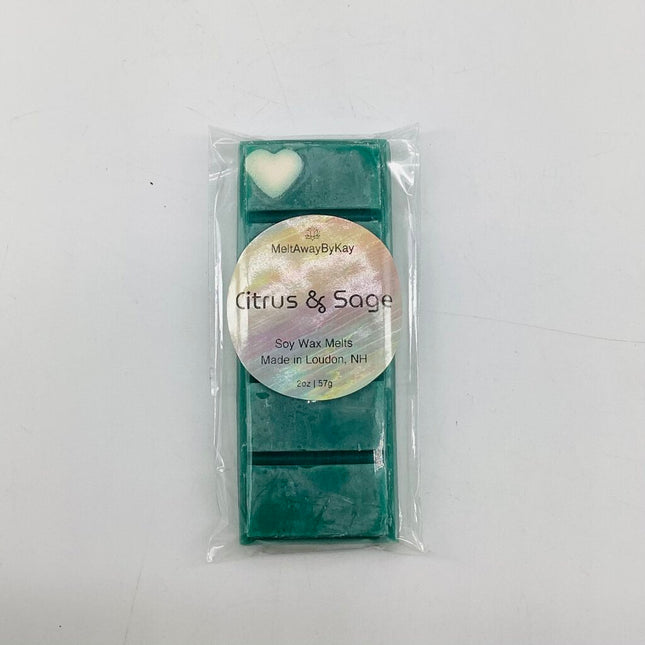 MeltAwayByKay
Citrus & Sage
Soy Wax Melts
Made in Loudon, NH
2oz | 57g